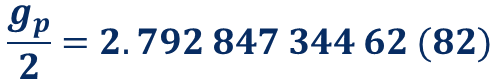 g_p/2 = 2.792 847 344 62 (82)